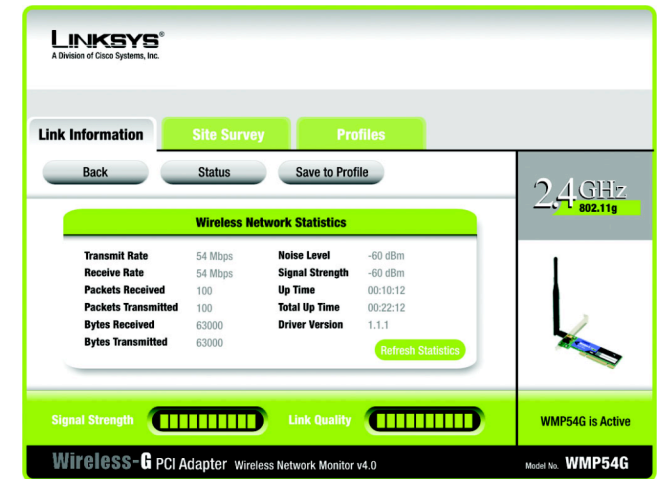 LINKSYS®
A Division of Cisco Systems, Inc.
Link Information
Site Survey
Profiles
Back
Status
Save to Profile
2.4GHz
802.11g
Wireless Network Statistics
Transmit Rate 54 Mbps
Receive Rate 54 Mbps
Packets Received 100
Packets Transmitted 100
Bytes Received 63000
Bytes Transmitted 63000
Noise Level -60 dBm
Signal Strength -60 dBm
Up Time 00:10:12
Total Up Time 00:22:12
Driver Version 1.1.1
Refresh Statistics
Signal Strength
Link Quality
WMP54G is Active
Wireless-G PCI Adapter Wireless Network Monitor v4.0
Model No. WMP54G